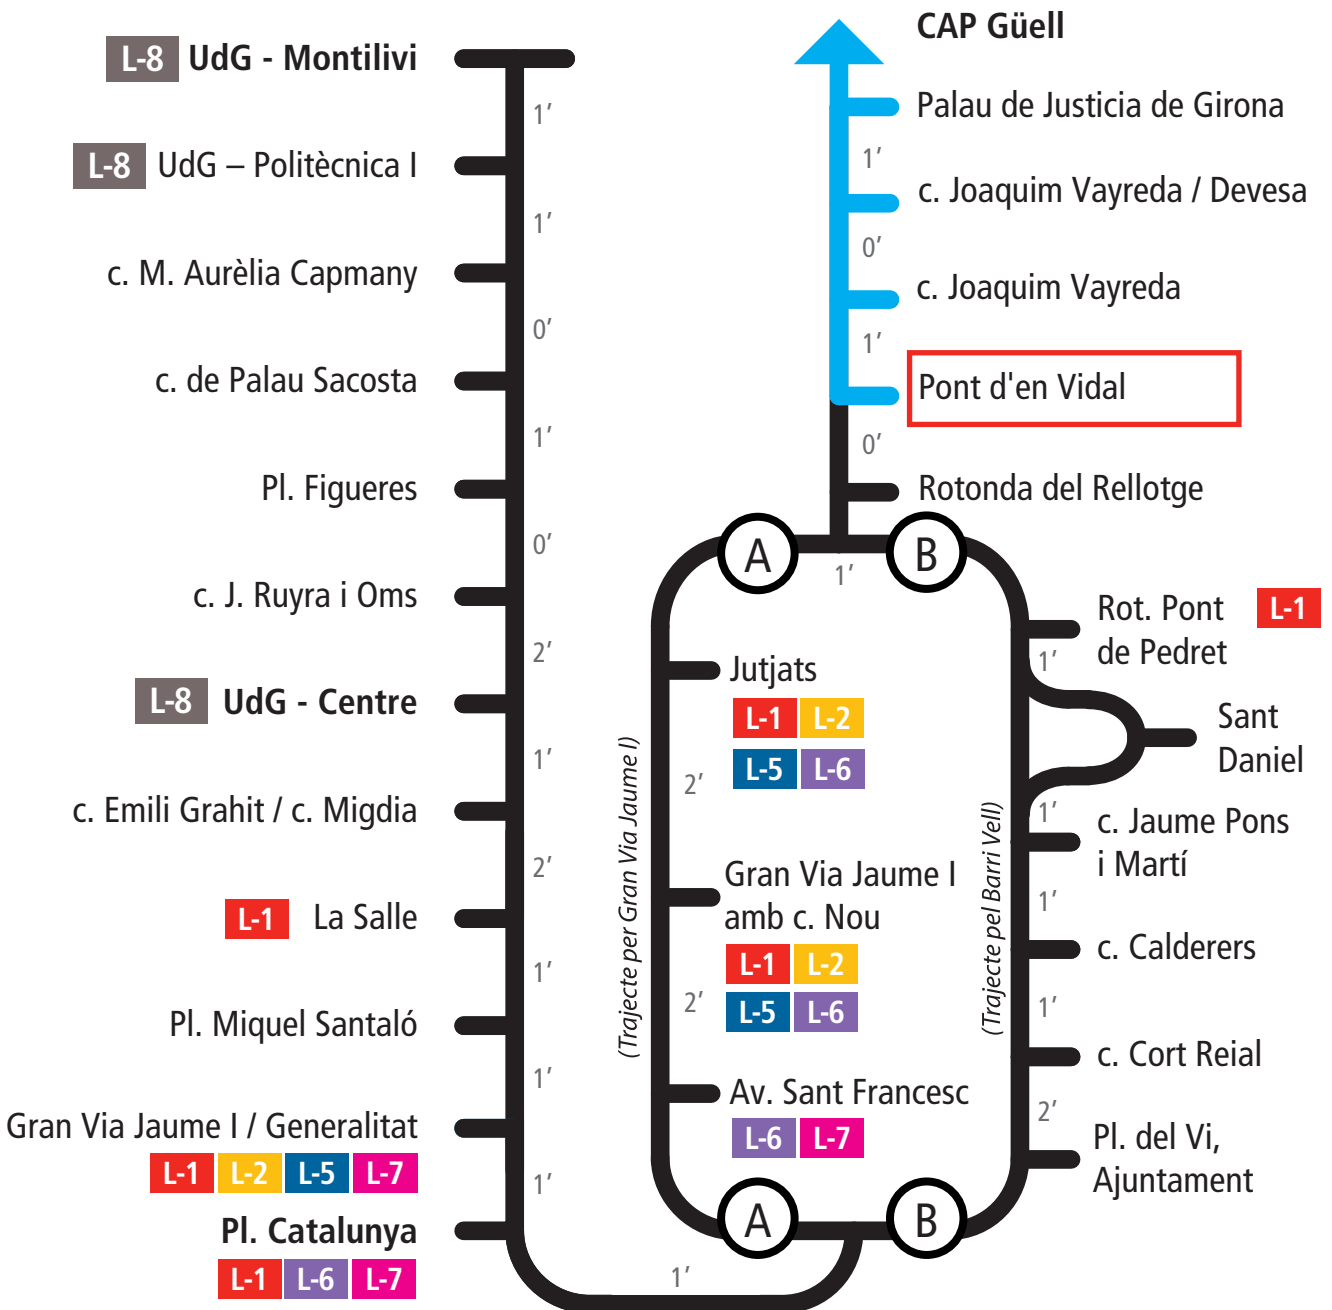 L-8 UdG - Montilivi
1’
L-8 UdG – Politècnica I
1’
c. M. Aurèlia Capmany
0’
c. de Palau Sacosta
1’
Pl. Figueres
0’
c. J. Ruyra i Oms
2’
L-8 UdG - Centre
1’
c. Emili Grahit / c. Migdia
2’
L-1 La Salle
1’
Pl. Miquel Santaló
1’
Gran Via Jaume I / Generalitat
L-1 L-2 L-5 L-7
1’
Pl. Catalunya
L-1 L-6 L-7
1’
CAP Güell
Palau de Justicia de Girona
1’
c. Joaquim Vayreda / Devesa
0’
c. Joaquim Vayreda
1’
Pont d'en Vidal
0’
Rotonda del Rellotge
A
B
1’
(Trajecte per Gran Via Jaume I)
Jutjats
L-1 L-2
L-5 L-6
2’
Gran Via Jaume I
amb c. Nou
L-1 L-2
L-5 L-6
2’
Av. Sant Francesc
L-6 L-7
A
B
(Trajecte pel Barri Vell)
Rot. Pont L-1
de Pedret
1’
Sant
Daniel
1’
c. Jaume Pons
i Martí
1’
c. Calderers
1’
c. Cort Reial
2’
Pl. del Vi,
Ajuntament